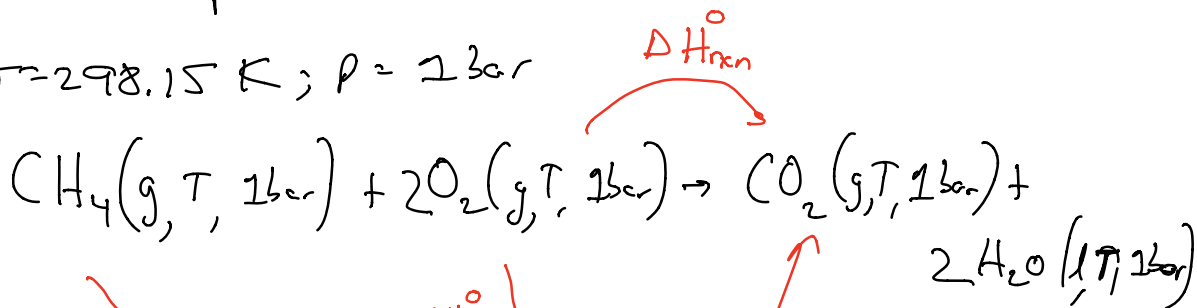 ΔH°rxn
T=298.15 K; P = 1 bar
CH₄(g, T, 1bar) + 2O₂(g, T, 1bar) → CO₂(g, T, 1bar) +
2H₂O(l, T, 1bar)